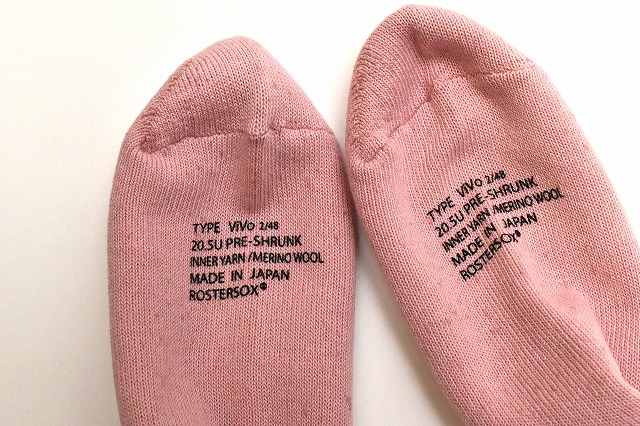 TYPE ViVo 2/48
20.5U PRE-SHRUNK
INNER YARN/MERINO WOOL
MADE IN JAPAN
ROSTERSOX®
TYPE ViVo 2/48
20.5U PRE-SHRUNK
INNER YARN/MERINO WOOL
MADE IN JAPAN
ROSTERSOX®